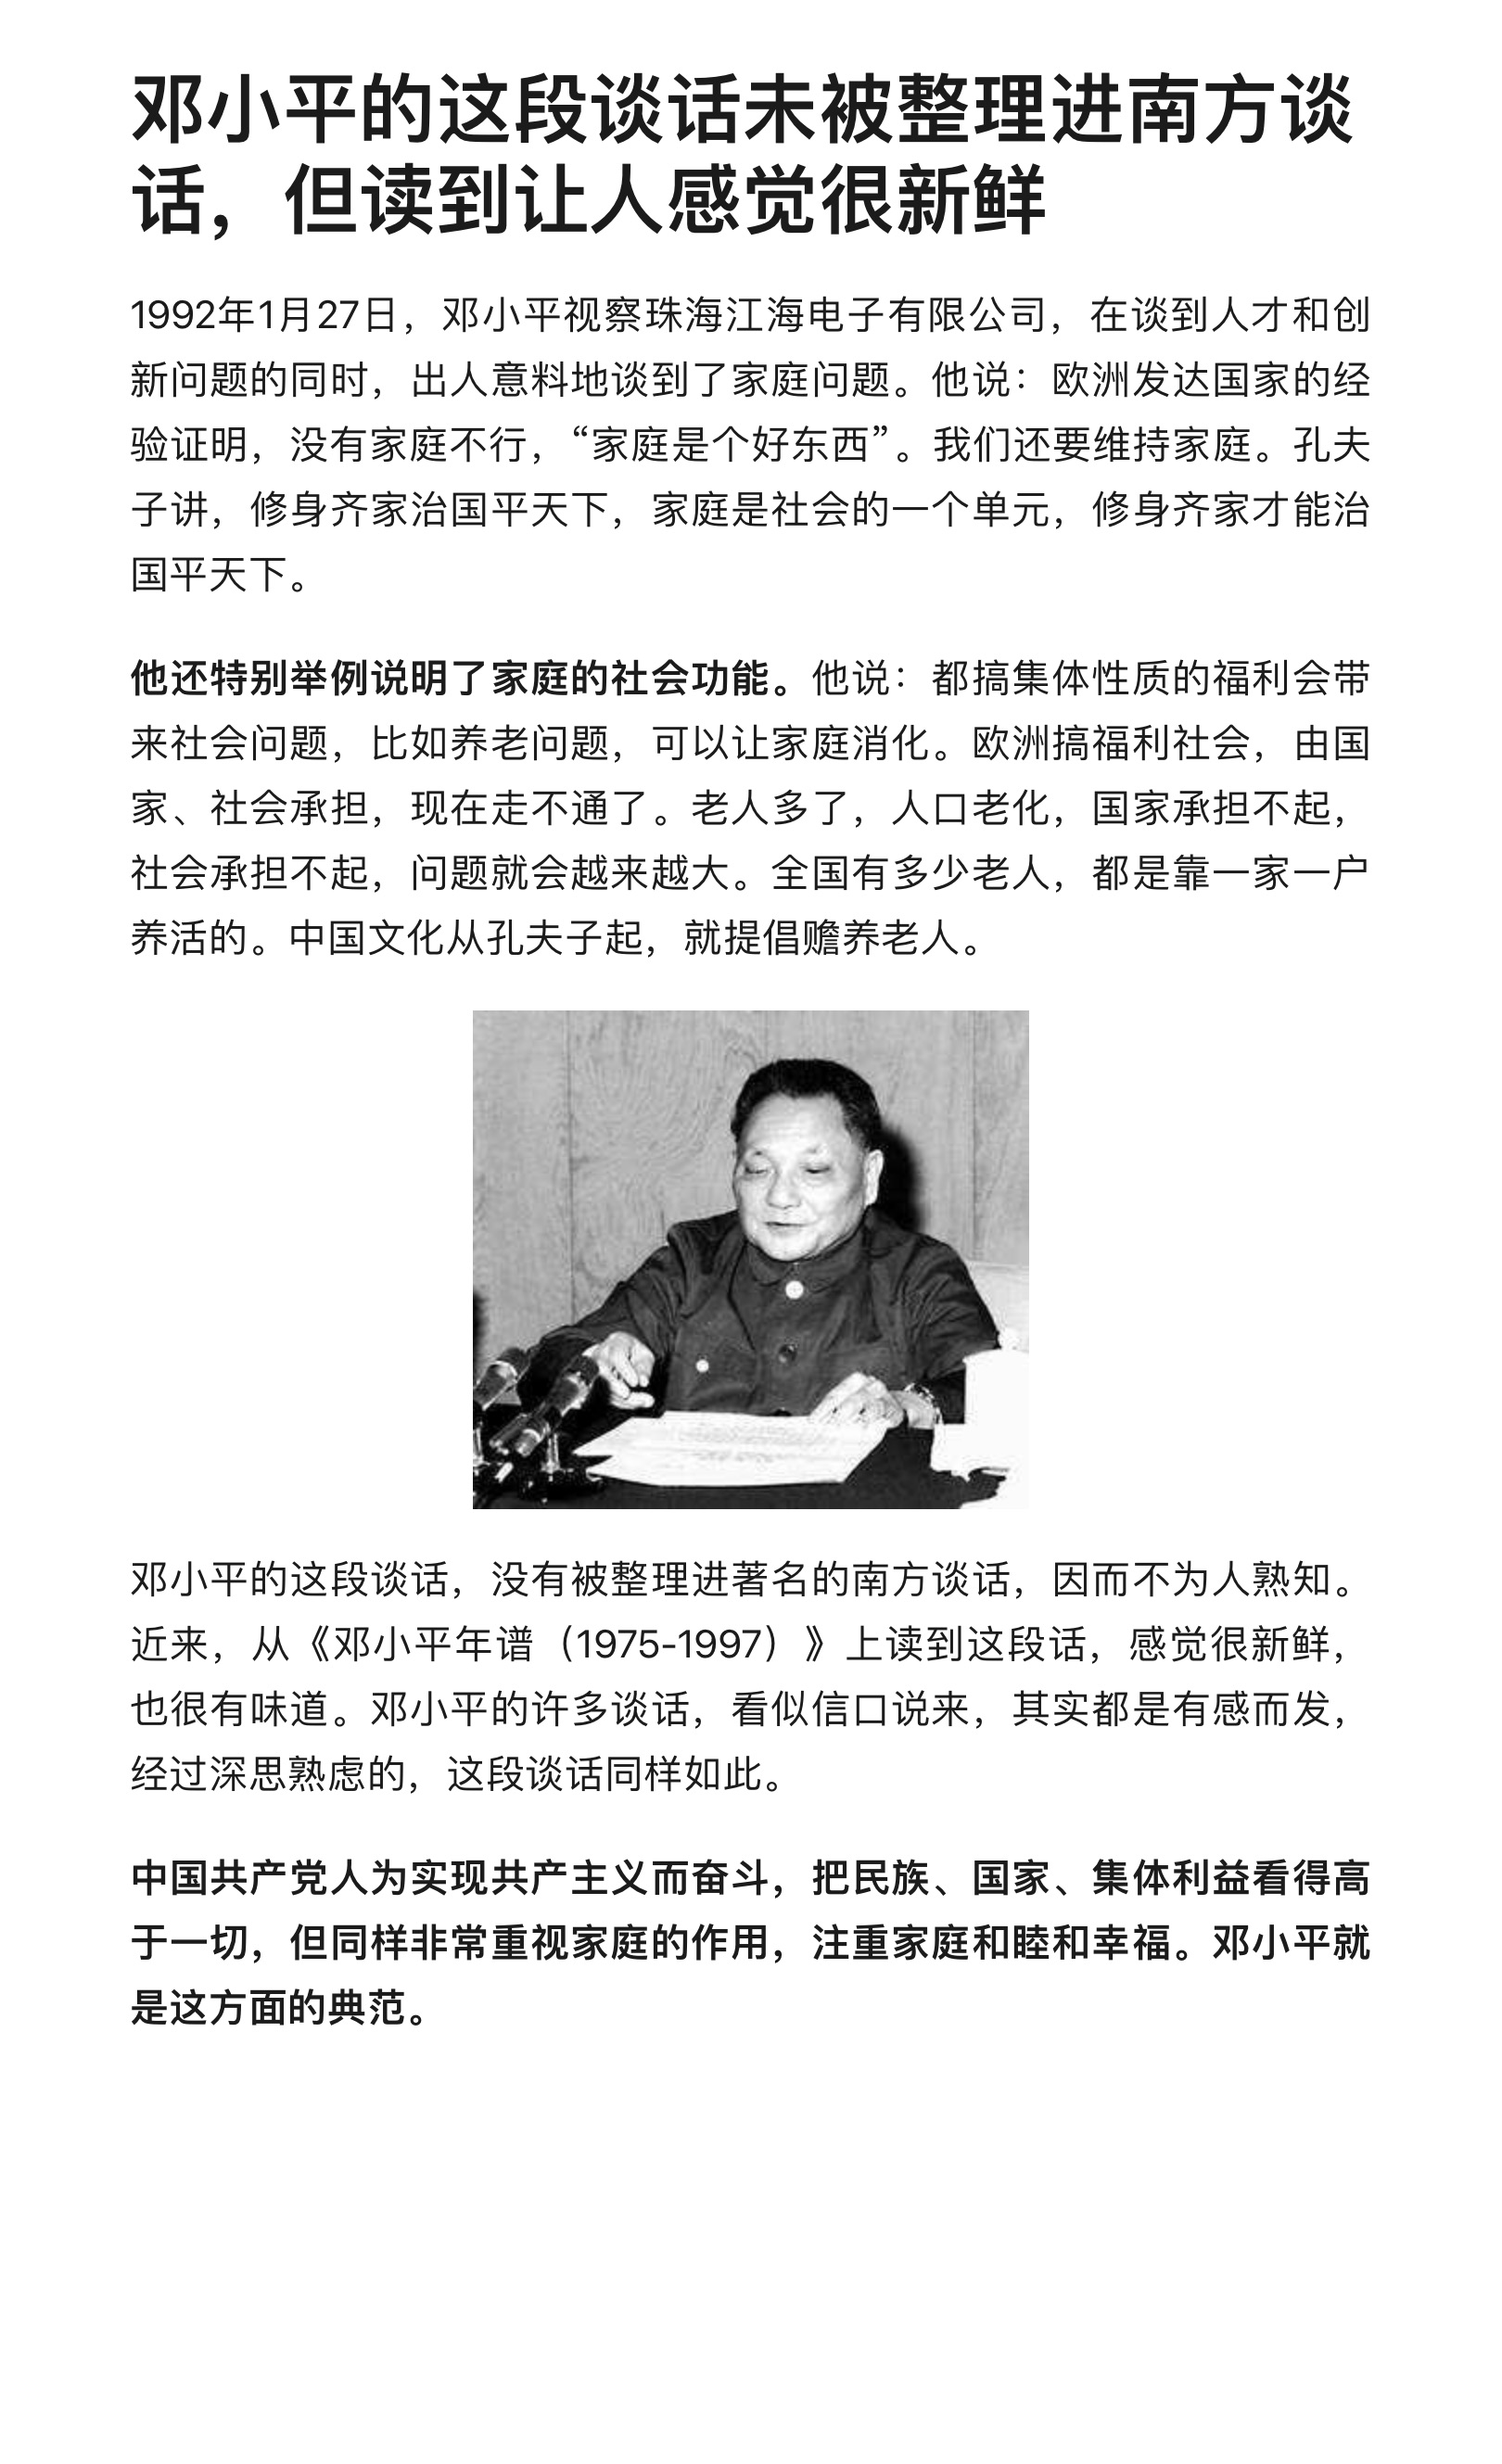 邓小平的这段谈话未被整理进南方谈
话，但读到让人感觉很新鲜
1992年1月27日，邓小平视察珠海江海电子有限公司，在谈到人才和创
新问题的同时，出人意料地谈到了家庭问题。他说：欧洲发达国家的经
验证明，没有家庭不行，“家庭是个好东西”。我们还要维持家庭。孔夫
子讲，修身齐家治国平天下，家庭是社会的一个单元，修身齐家才能治
国平天下。
他还特别举例说明了家庭的社会功能。他说：都搞集体性质的福利会带
来社会问题，比如养老问题，可以让家庭消化。欧洲搞福利社会，由国
家、社会承担，现在走不通了。老人多了，人口老化，国家承担不起，
社会承担不起，问题就会越来越大。全国有多少老人，都是靠一家一户
养活的。中国文化从孔夫子起，就提倡赡养老人。
邓小平的这段谈话，没有被整理进著名的南方谈话，因而不为人熟知。
近来，从《邓小平年谱（1975-1997）》上读到这段话，感觉很新鲜，
也很有味道。邓小平的许多谈话，看似信口说来，其实都是有感而发，
经过深思熟虑的，这段谈话同样如此。
中国共产党人为实现共产主义而奋斗，把民族、国家、集体利益看得高
于一切，但同样非常重视家庭的作用，注重家庭和睦和幸福。邓小平就
是这方面的典范。